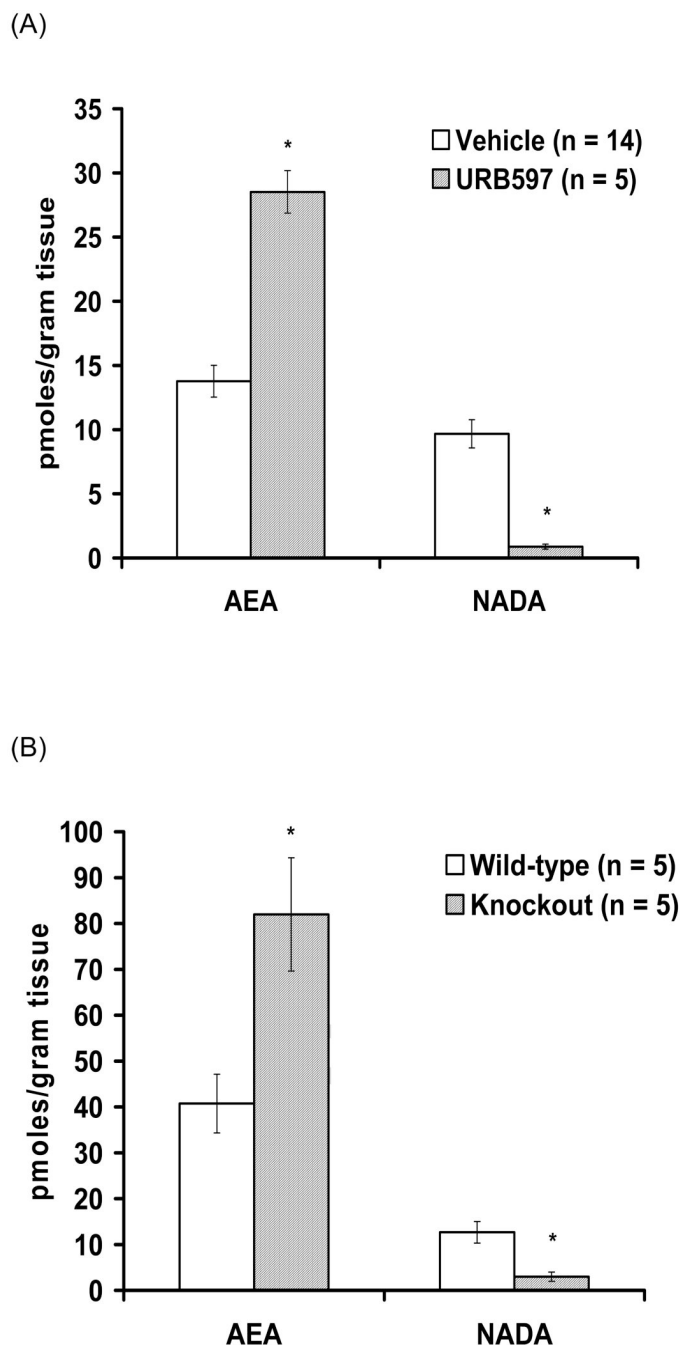 (A)
35
30
25
20
15
10
5
0
pmoles/gram tissue
*
*
Vehicle (n = 14)
URB597 (n = 5)
AEA
NADA
(B)
100
90
80
70
60
50
40
30
20
10
0
pmoles/gram tissue
*
*
Wild-type (n = 5)
Knockout (n = 5)
AEA
NADA